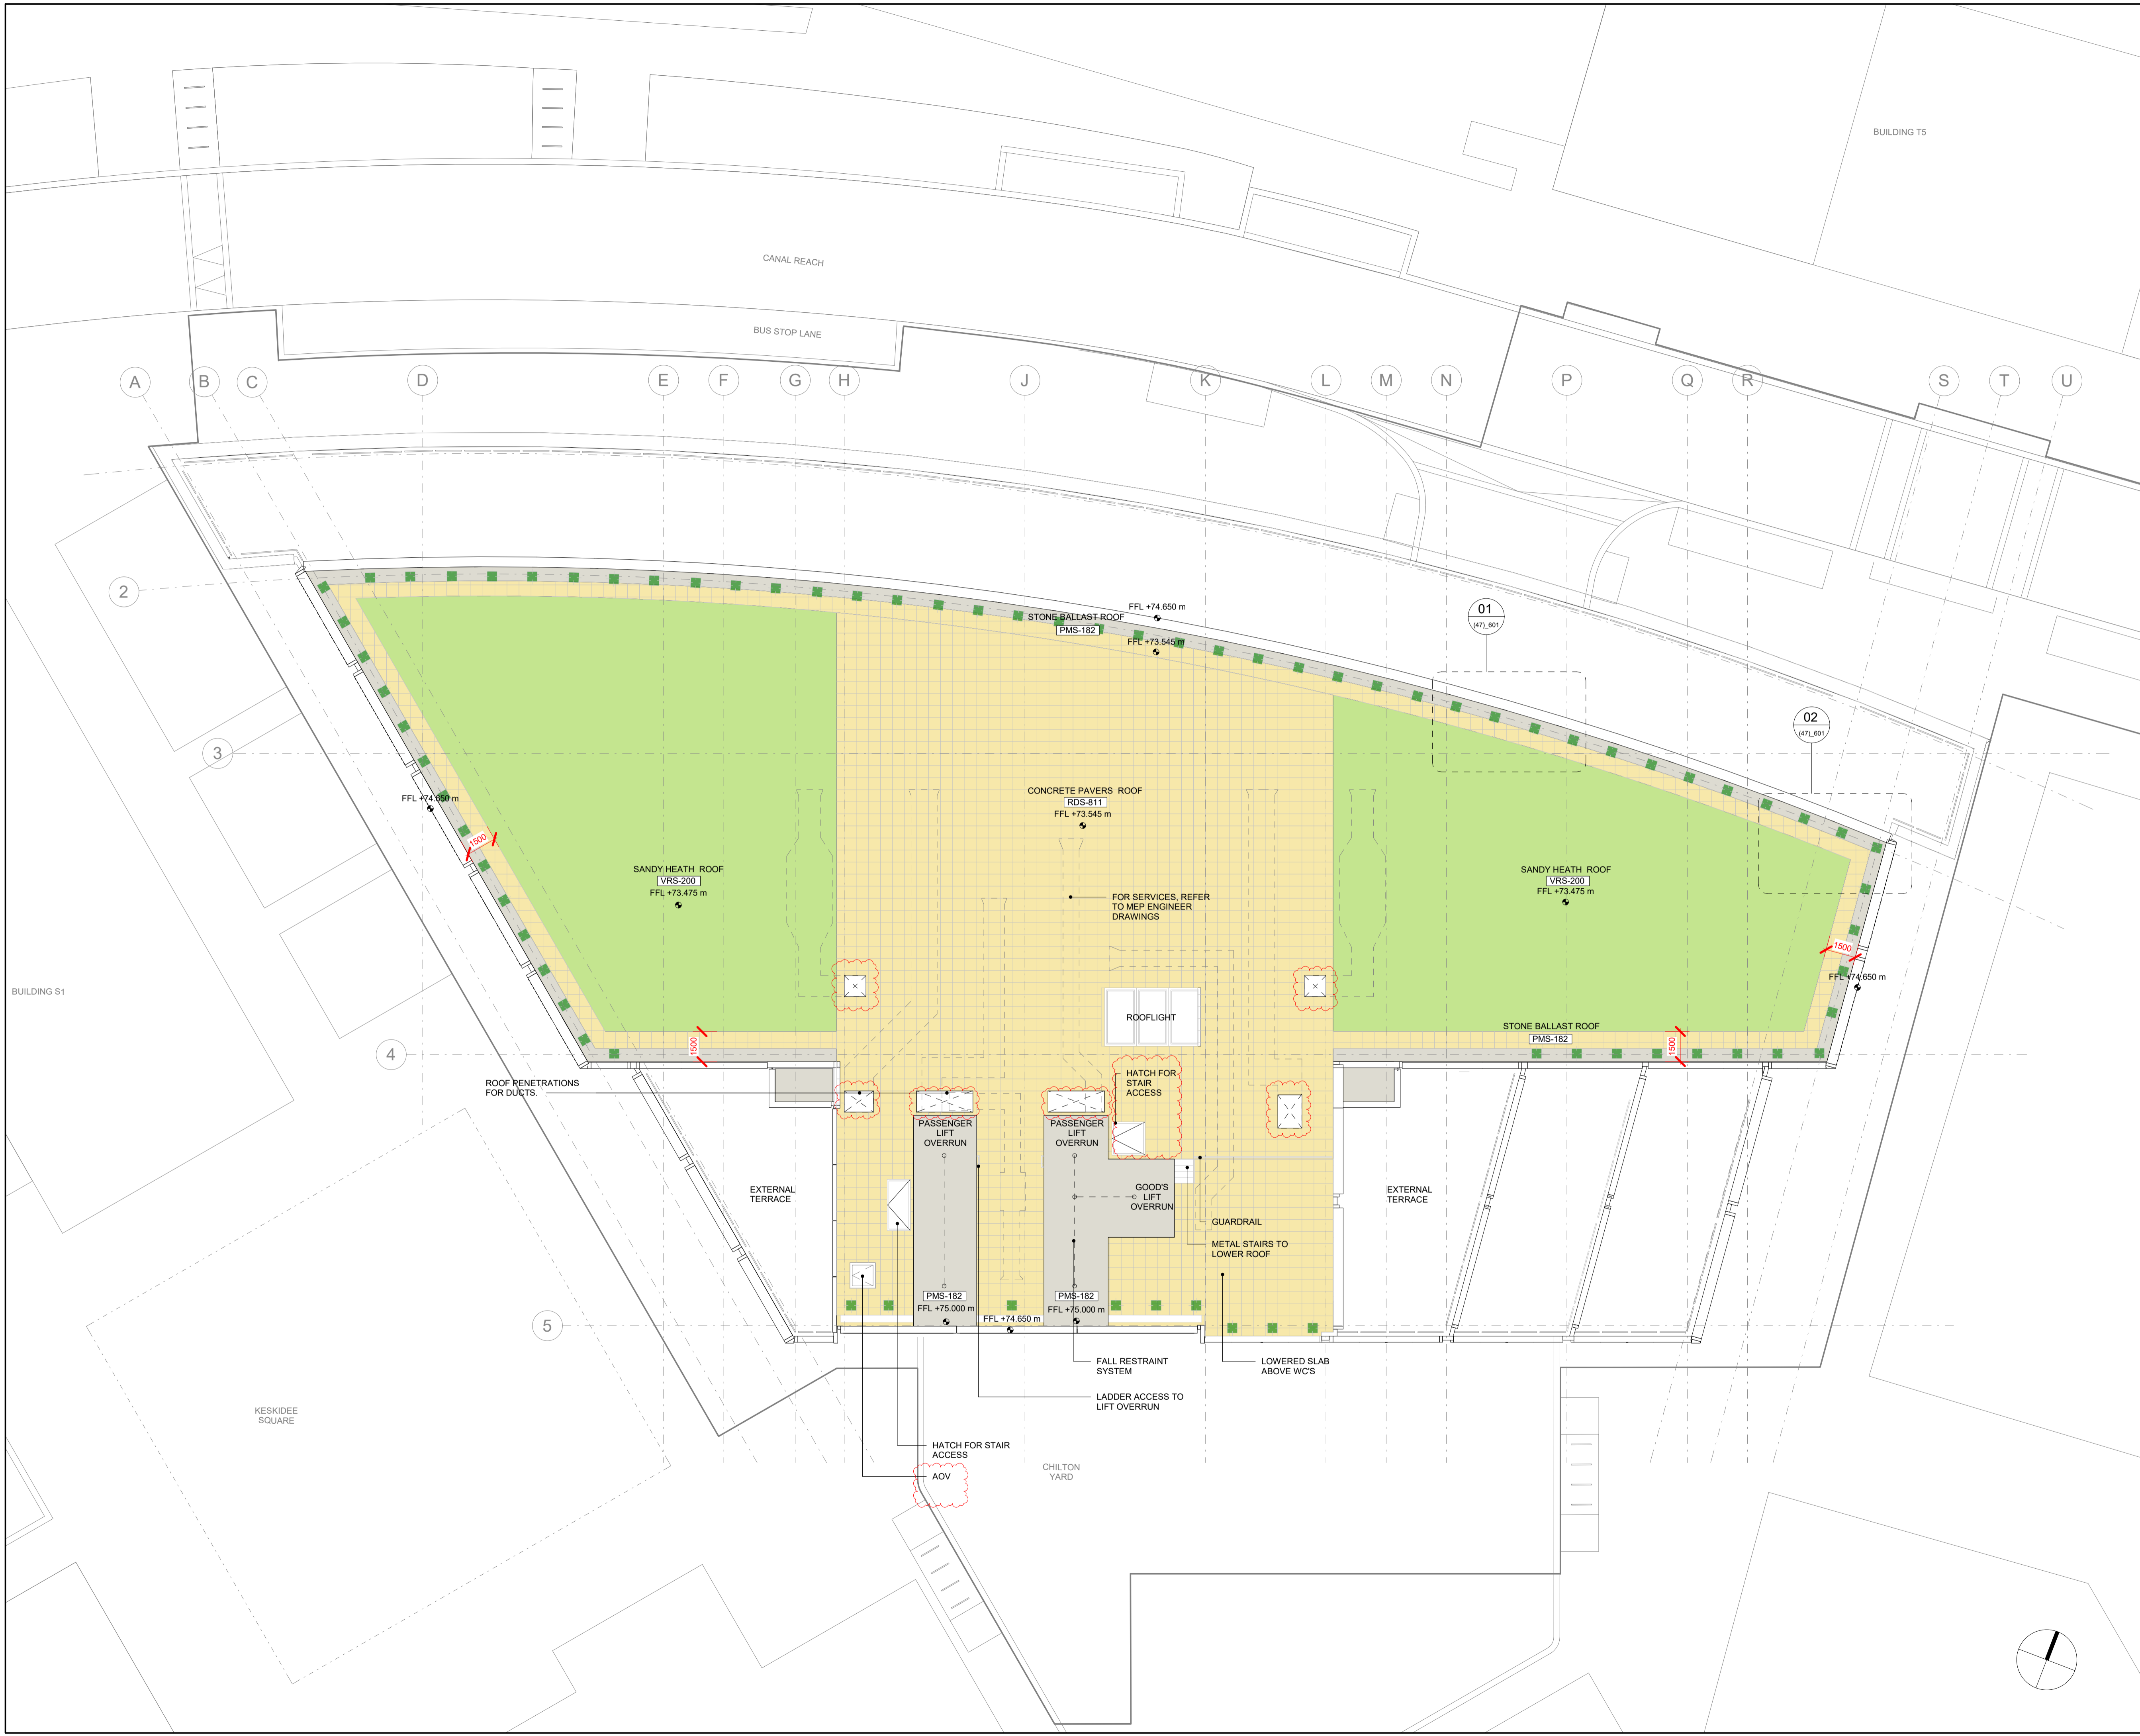 BUILDING T5
CANAL REACH
BUS STOP LANE
A
B
C
D
E
F
G
H
J
K
L
M
N
P
Q
R
S
T
U
2
01
(47)_601
FFL +74.650 m
STONE BALLAST ROOF
PMS-182
FFL +73.545 m
02
(47)_601
3
FFL +74.650 m
1500
CONCRETE PAVERS ROOF
RDS-811
FFL +73.545 m
SANDY HEATH ROOF
VRS-200
FFL +73.475 m
SANDY HEATH ROOF
VRS-200
FFL +73.475 m
FOR SERVICES, REFER
TO MEP ENGINEER
DRAWINGS
1500
FFL +74.650 m
BUILDING S1
ROOFLIGHT
STONE BALLAST ROOF
PMS-182
1500
1500
4
ROOF PENETRATIONS
FOR DUCTS.
HATCH FOR
STAIR
ACCESS
PASSENGER
LIFT
OVERRUN
PASSENGER
LIFT
OVERRUN
EXTERNAL
TERRACE
GOOD'S
LIFT
OVERRUN
EXTERNAL
TERRACE
GUARDRAIL
METAL STAIRS TO
LOWER ROOF
PMS-182
FFL +75.000 m
PMS-182
FFL +75.000 m
FFL +74.650 m
5
FALL RESTRAINT
SYSTEM
LOWERED SLAB
ABOVE WC'S
LADDER ACCESS TO
LIFT OVERRUN
KESKIDEE
SQUARE
HATCH FOR STAIR
ACCESS
AOV
CHILTON
YARD